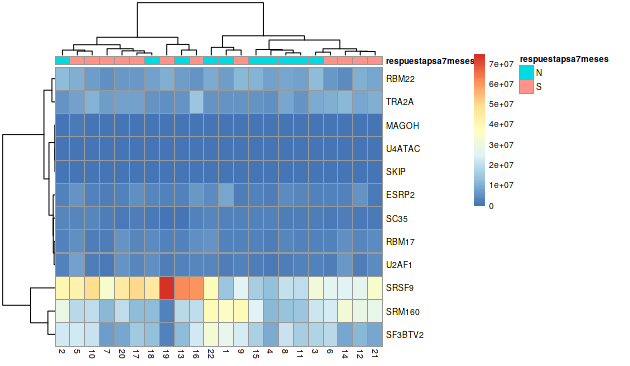 respuestapsa7meses
RBM22
TRA2A
MAGOH
U4ATAC
SKIP
ESRP2
SC35
RBM17
U2AF1
SRSF9
SRM160
SF3BTV2
2 5 10 7 20 17 18 19 13 16 22 1 9 15 4 8 11 3 6 14 12 21
7e+07
6e+07
5e+07
4e+07
3e+07
2e+07
1e+07
0
respuestapsa7meses
N
S